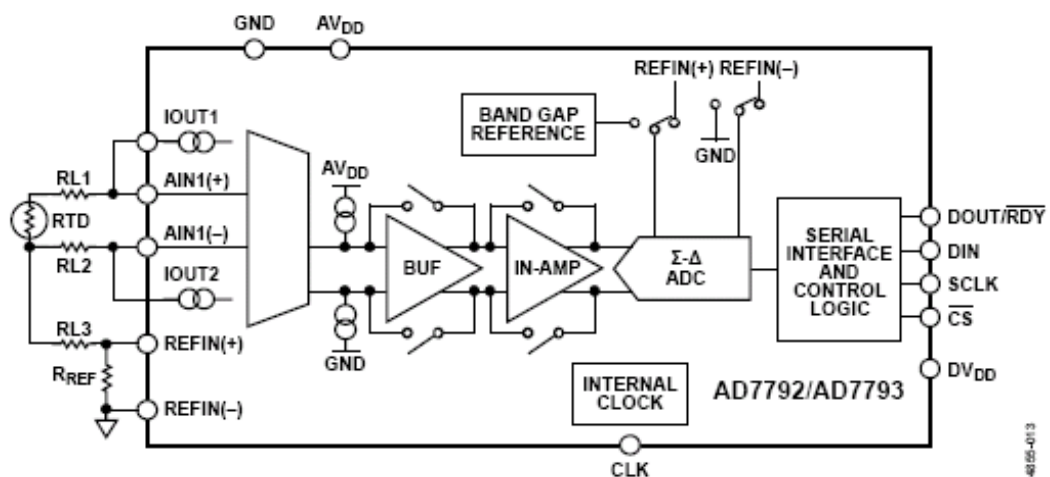 GND
AVDD
REFIN(+)
REFIN(–)
IOUT1
BAND GAP
REFERENCE
GND
RL1
AIN1(+)
AVDD
RTD
AIN1(–)
RL2
BUF
IN-AMP
Σ-Δ
ADC
SERIAL
INTERFACE
AND
CONTROL
LOGIC
DOUT/RDY
DIN
SCLK
CS
IOUT2
GND
RL3
REFIN(+)
RREF
REFIN(–)
INTERNAL
CLOCK
AD7792/AD7793
DVDD
CLK
4855-013